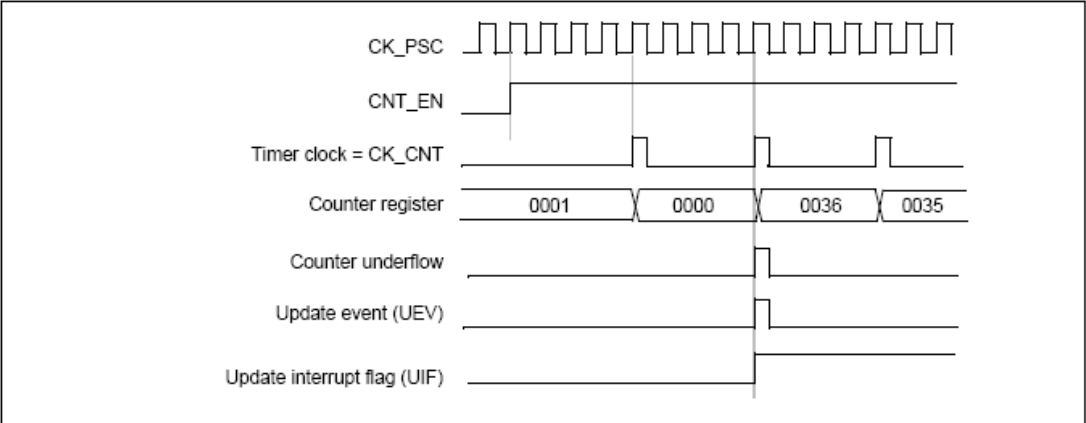 CK_PSC
CNT_EN
Timer clock = CK_CNT
Counter register 0001 0000 0036 0035
Counter underflow
Update event (UEV)
Update interrupt flag (UIF)